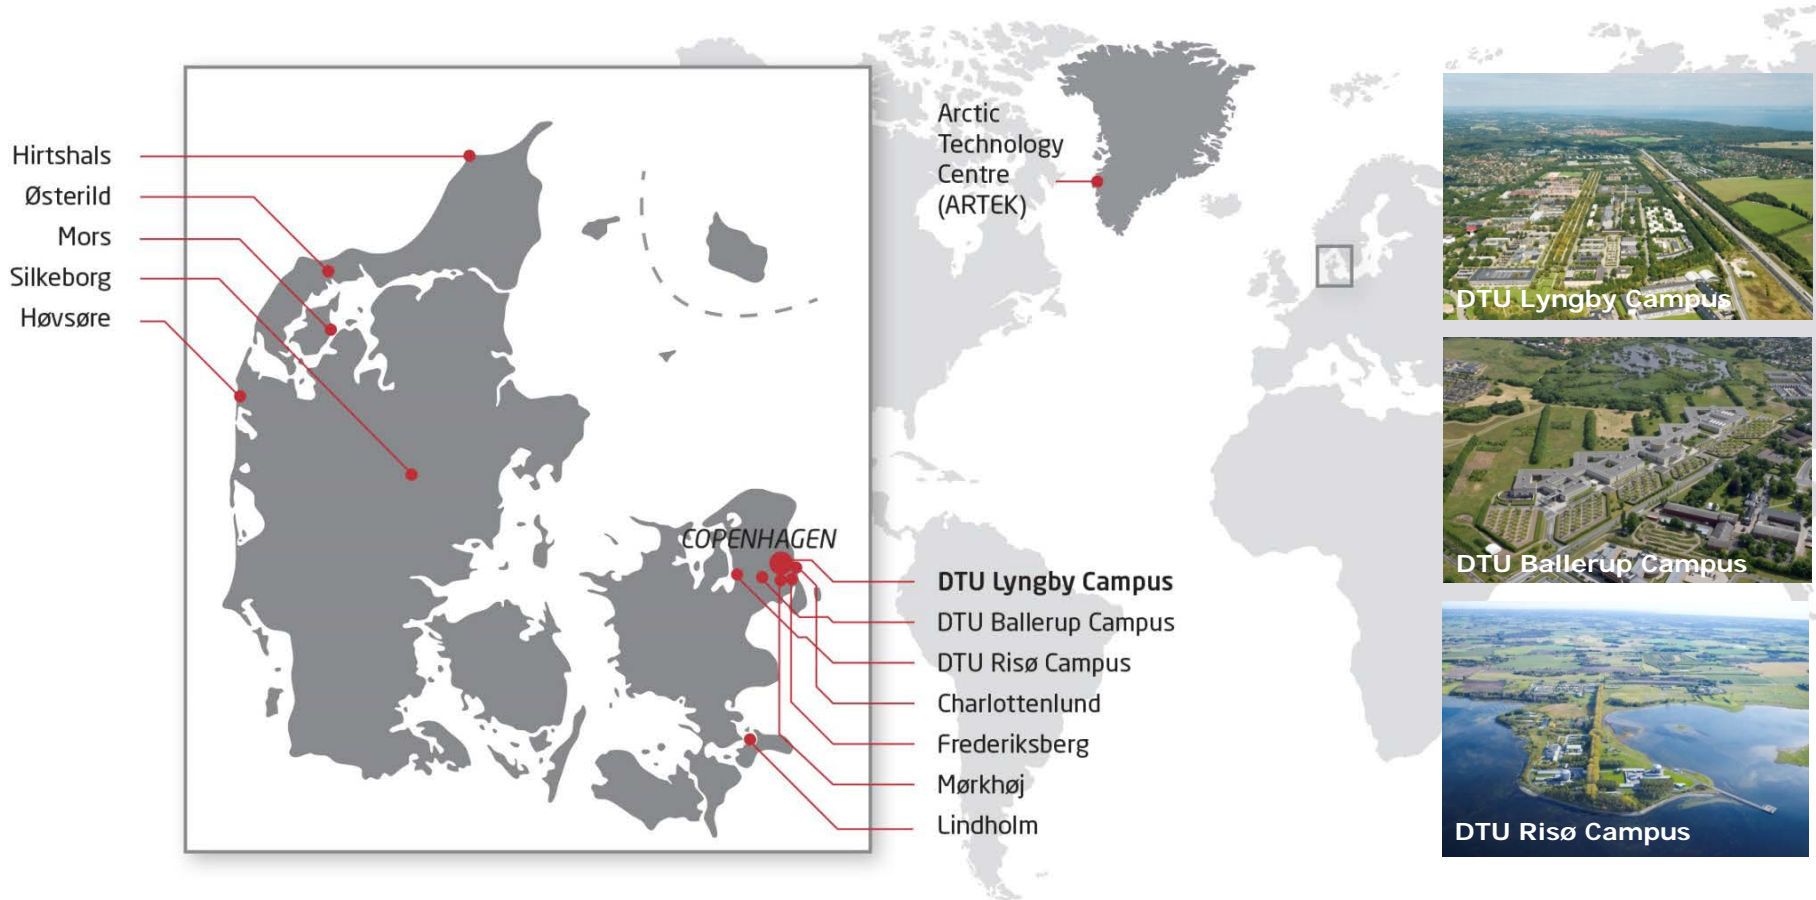 Hirtshals
Østerild
Mors
Silkeborg
Høvsøre
COPENHAGEN
Arctic
Technology
Centre
(ARTEK)
DTU Lyngby Campus
DTU Ballerup Campus
DTU Risø Campus
Charlottenlund
Frederiksberg
Mørkhøj
Lindholm
DTU Lyngby Campus
DTU Ballerup Campus
DTU Risø Campus